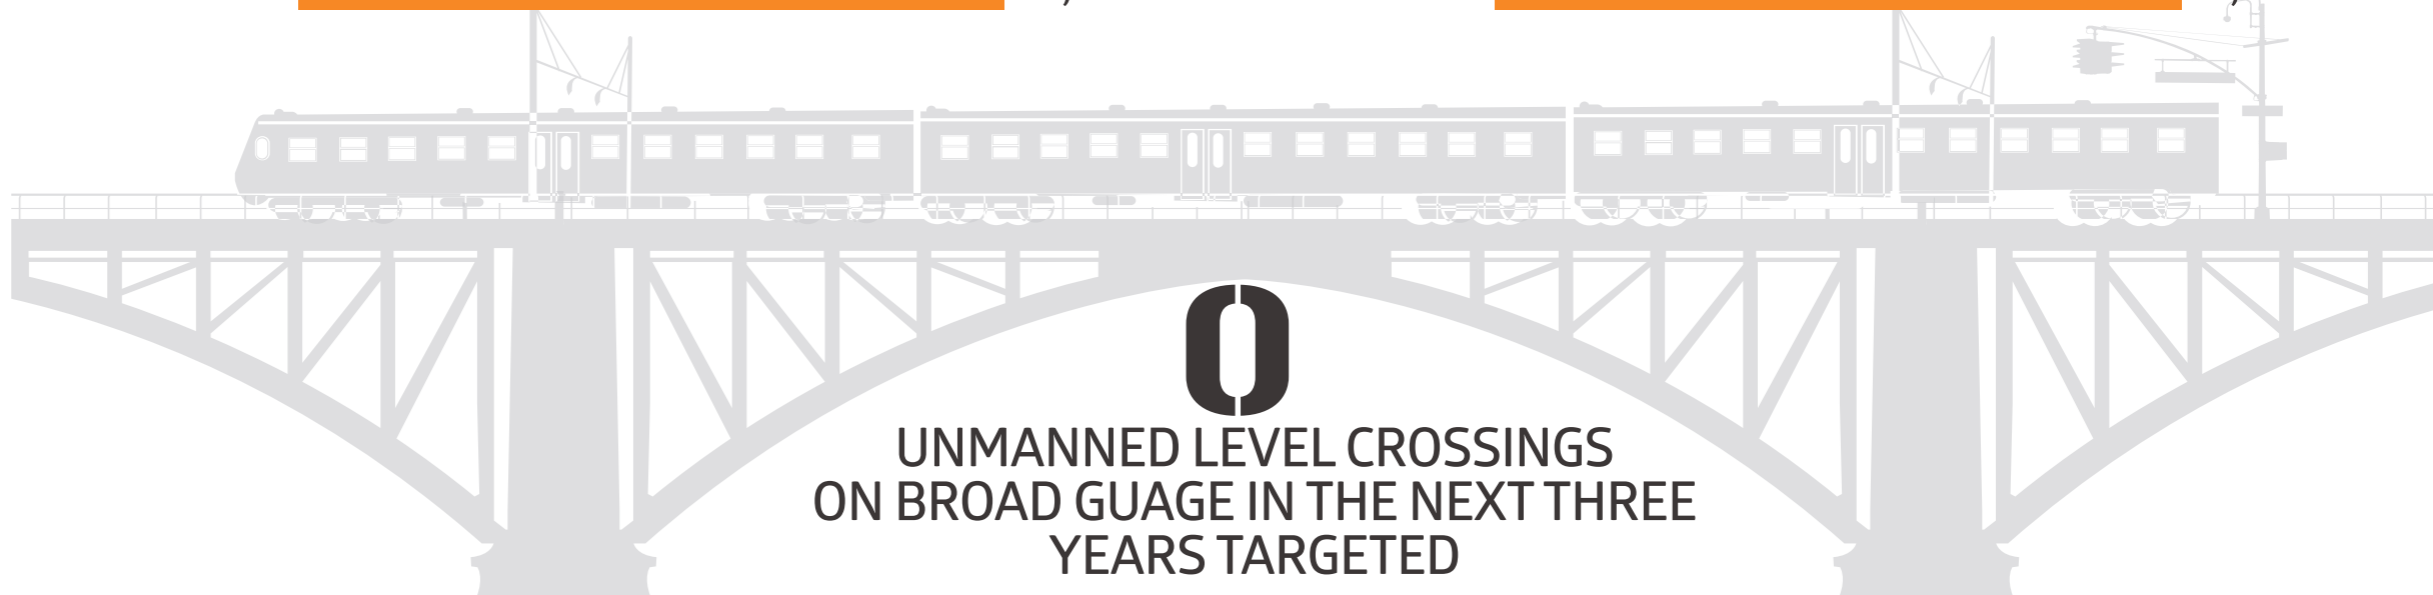 0
UNMANNED LEVEL CROSSINGS
ON BROAD GUAGE IN THE NEXT THREE
YEARS TARGETED